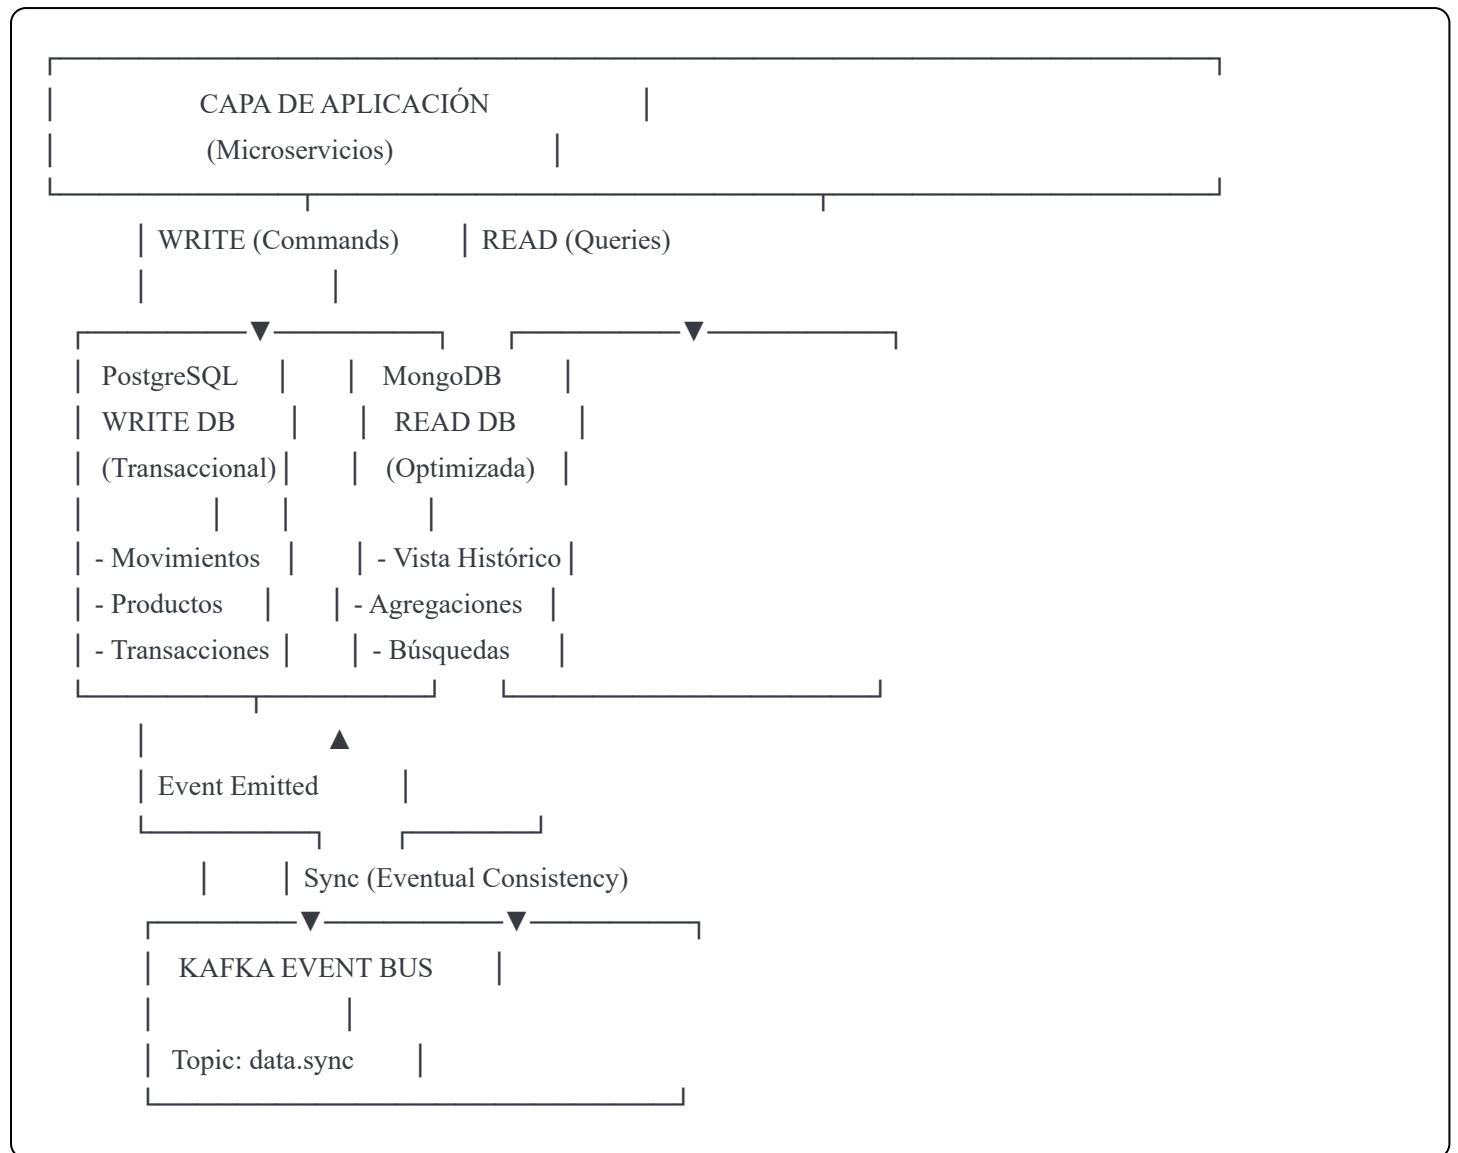 CAPA DE APLICACIÓN
(Microservicios)
WRITE (Commands) READ (Queries)
PostgreSQL MongoDB
WRITE DB READ DB
(Transaccional) (Optimizada)
- Movimientos - Vista Histórico
- Productos - Agregaciones
- Transacciones - Búsquedas
Event Emitted
Sync (Eventual Consistency)
KAFKA EVENT BUS
Topic: data.sync